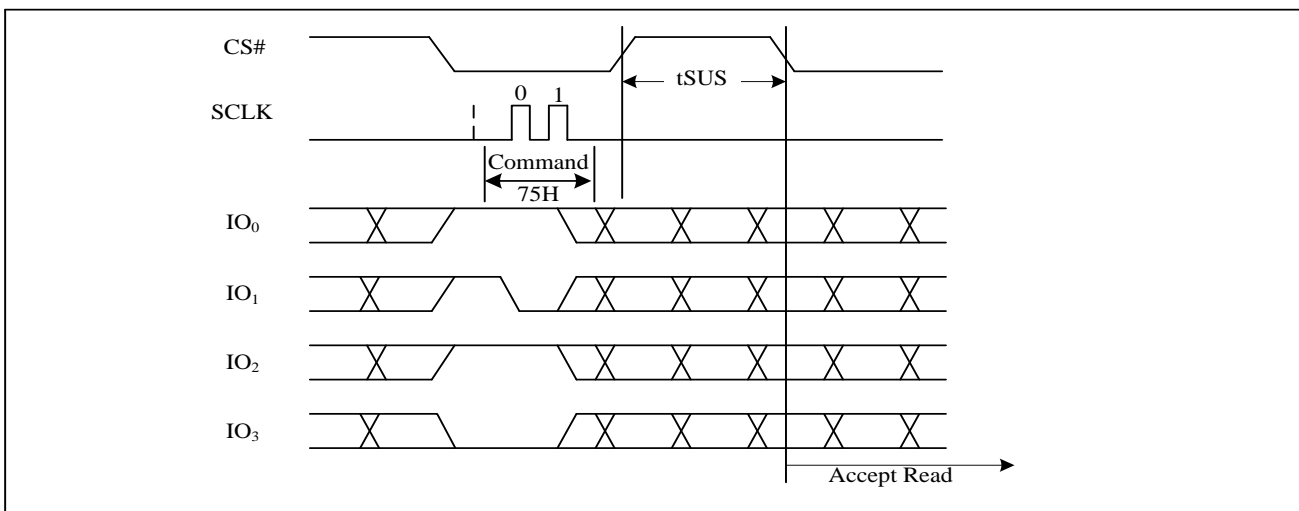 CS#
tSUS
SCLK
0 1
Command
75H
IO₀
IO₁
IO₂
IO₃
Accept Read